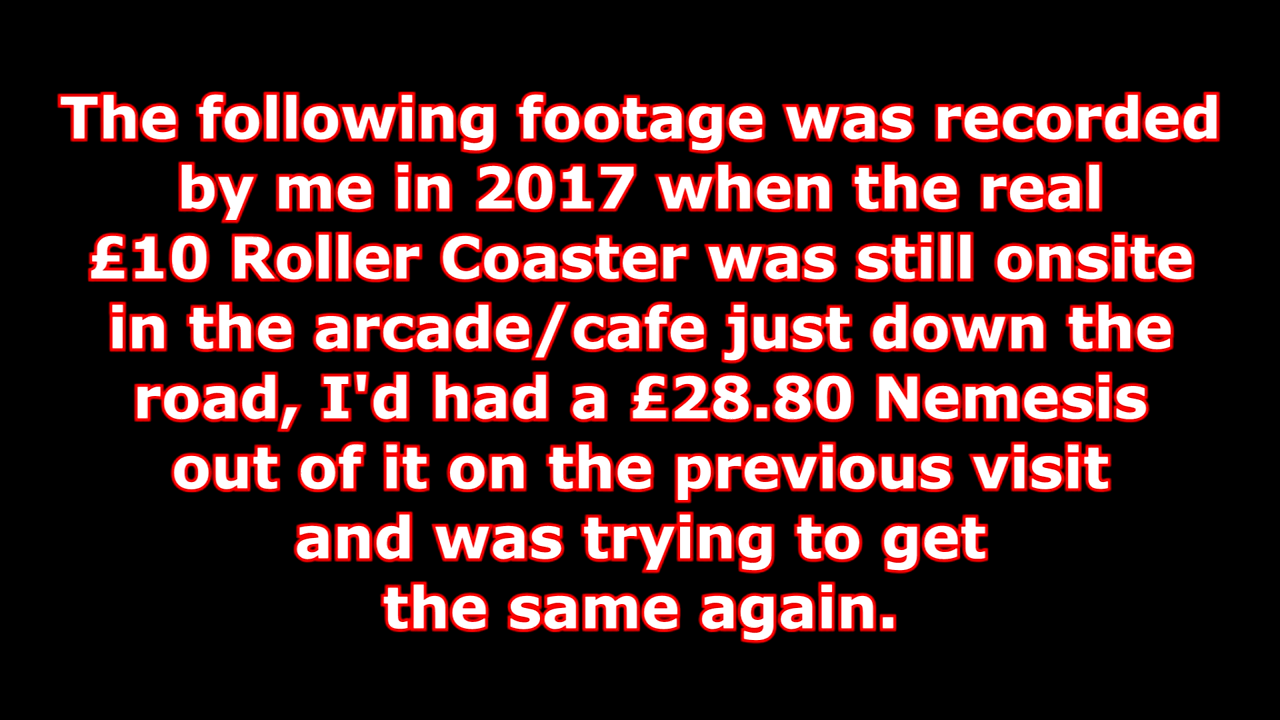 The following footage was recorded
by me in 2017 when the real
£10 Roller Coaster was still onsite
in the arcade/cafe just down the
road, I'd had a £28.80 Nemesis
out of it on the previous visit
and was trying to get
the same again.